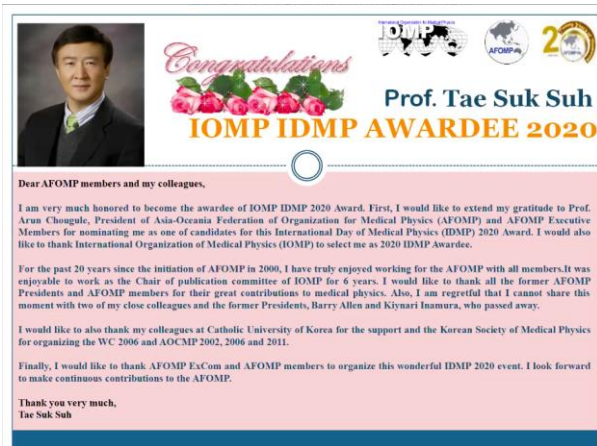 International Organization for Medical Physics
IOMP
AFOMP
20
AFOMP
Congratulations
Prof. Tae Suk Suh
IOMP IDMP AWARDEE 2020
Dear AFOMP members and my colleagues,
I am very much honored to become the awardee of IOMP IDMP 2020 Award. First, I would like to extend my gratitude to Prof.
Arun Chougule, President of Asia-Oceania Federation of Organization for Medical Physics (AFOMP) and AFOMP Executive
Members for nominating me as one of candidates for this International Day of Medical Physics (IDMP) 2020 Award. I would also
like to thank International Organization of Medical Physics (IOMP) to select me as 2020 IDMP Awardee.
For the past 20 years since the initiation of AFOMP in 2000, I have truly enjoyed working for the AFOMP with all members.It was
enjoyable to work as the Chair of publication committee of IOMP for 6 years. I would like to thank all the former AFOMP
Presidents and AFOMP members for their great contributions to medical physics. Also, I am regretful that I cannot share this
moment with two of my close colleagues and the former Presidents, Barry Allen and Kiynari Inamura, who passed away.
I would like to also thank my colleagues at Catholic University of Korea for the support and the Korean Society of Medical Physics
for organizing the WC 2006 and AOCMP 2002, 2006 and 2011.
Finally, I would like to thank AFOMP ExCom and AFOMP members to organize this wonderful IDMP 2020 event. I look forward
to make continuous contributions to the AFOMP.
Thank you very much,
Tae Suk Suh